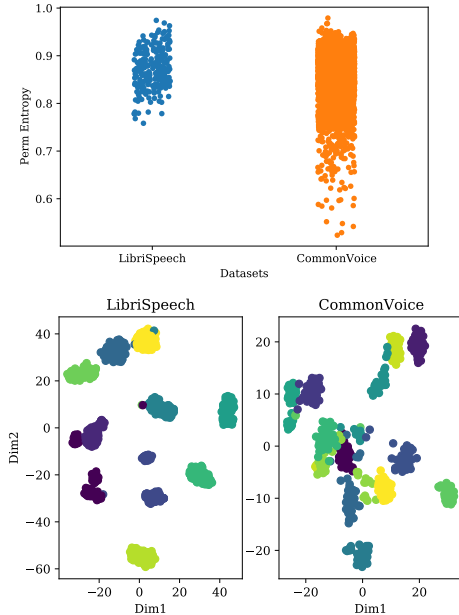 1.0
0.9
0.8
0.7
0.6
Perm Entropy
LibriSpeech
CommonVoice
Datasets
LibriSpeech
CommonVoice
40
20
0
−20
−40
−60
Dim2
−20
0
20
40
Dim1
20
10
0
−10
−20
−20
0
20
Dim1